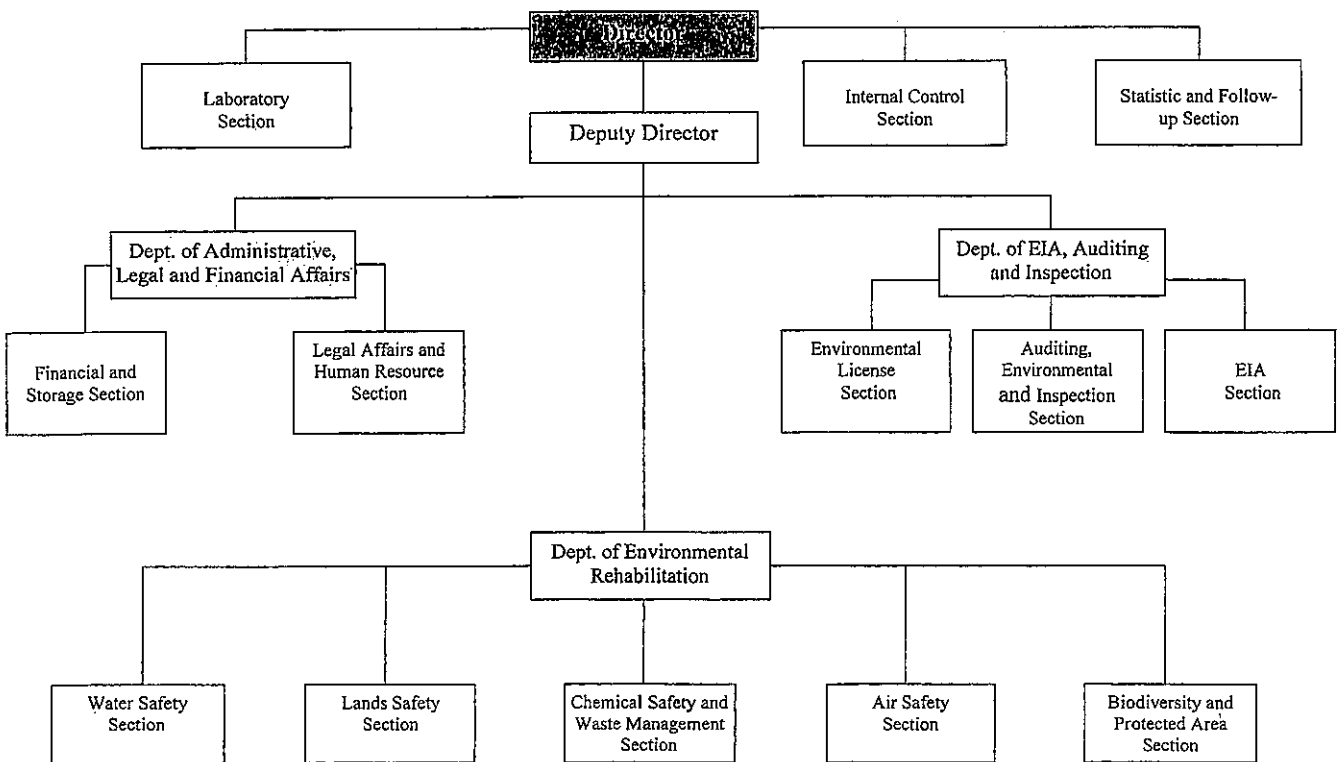 Director
Laboratory
Section
Deputy Director
Internal Control
Section
Statistic and Follow-
up Section
Dept. of Administrative,
Legal and Financial Affairs
Dept. of EIA, Auditing
and Inspection
Financial and
Storage Section
Legal Affairs and
Human Resource
Section
Environmental
License
Section
Auditing,
Environmental
and Inspection
Section
EIA
Section
Dept. of Environmental
Rehabilitation
Water Safety
Section
Lands Safety
Section
Chemical Safety and
Waste Management
Section
Air Safety
Section
Biodiversity and
Protected Area
Section